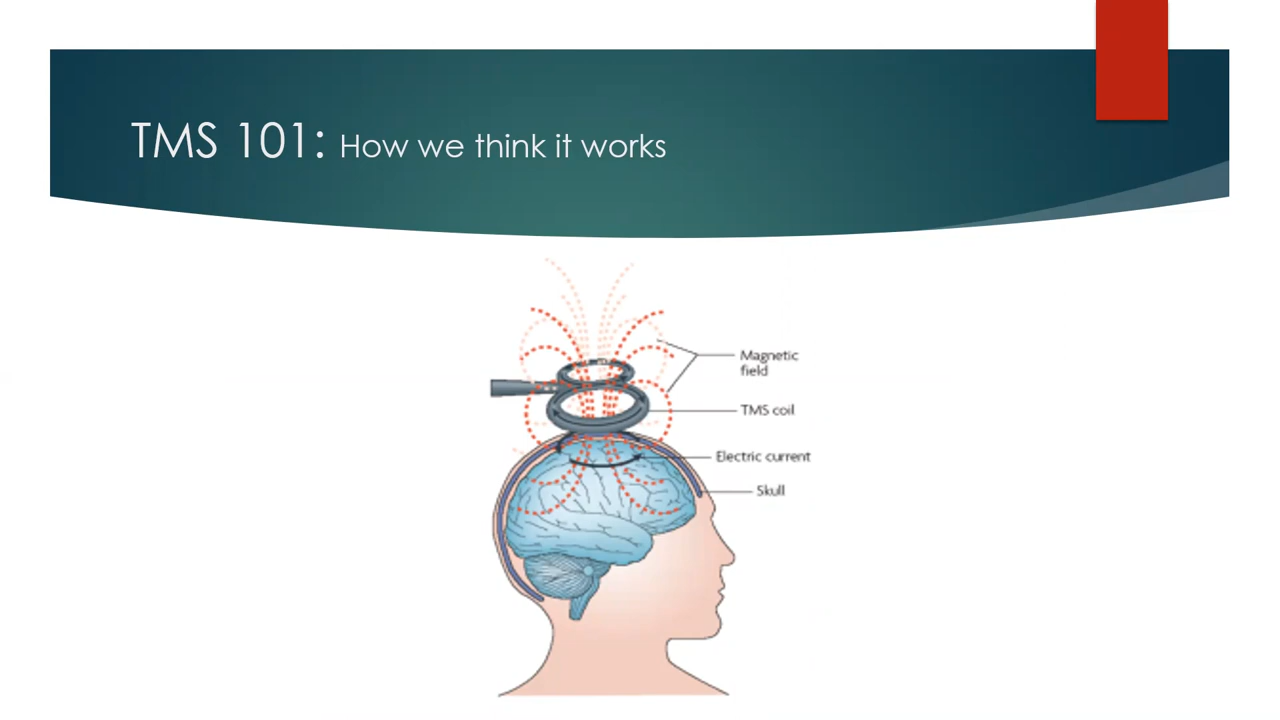 TMS 101: How we think it works
Magnetic
field
TMS coil
Electric current
Skull